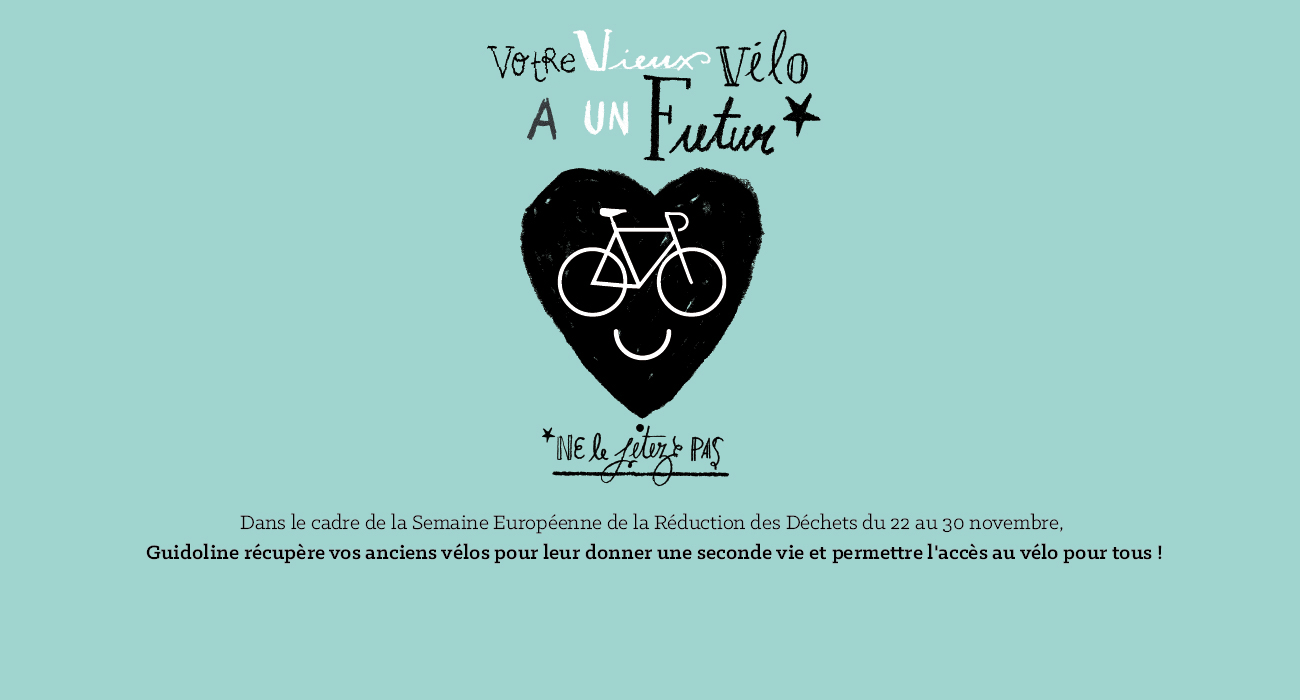 Votre Vieux Vélo
A UN Futur*
*NE le jetez PAS
Dans le cadre de la Semaine Européenne de la Réduction des Déchets du 22 au 30 novembre,
Guidoline récupère vos anciens vélos pour leur donner une seconde vie et permettre l'accès au vélo pour tous !